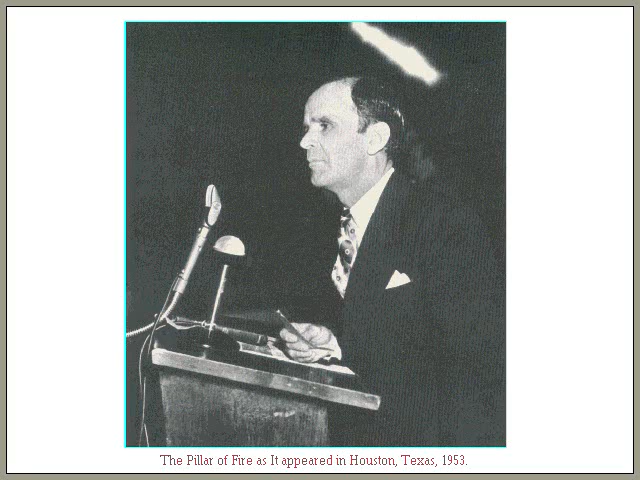 The Pillar of Fire as It appeared in Houston, Texas, 1953.